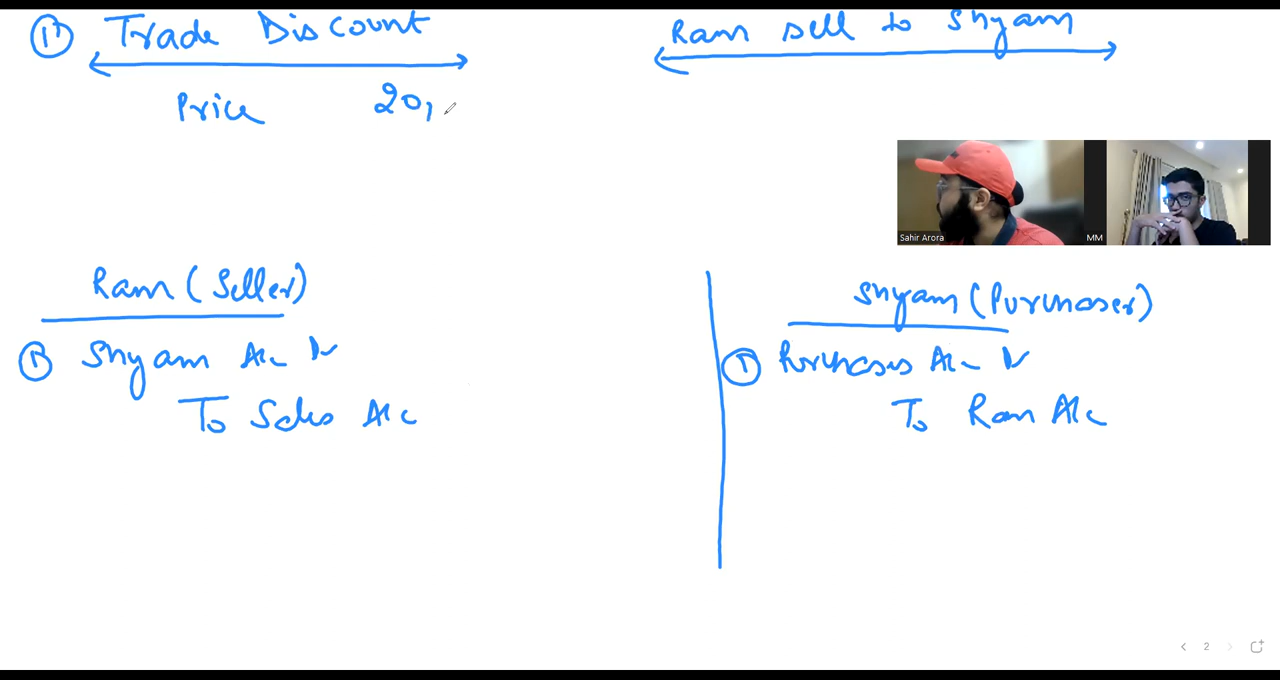 ① Trade Discount
Ram sell to Shyam
Price 20,
Sahir Arora
MM
Ram (Seller)
① Shyam A/c Dr
To Sales A/c
Shyam (Purchaser)
① Purchases A/c Dr
To Ram A/c
2